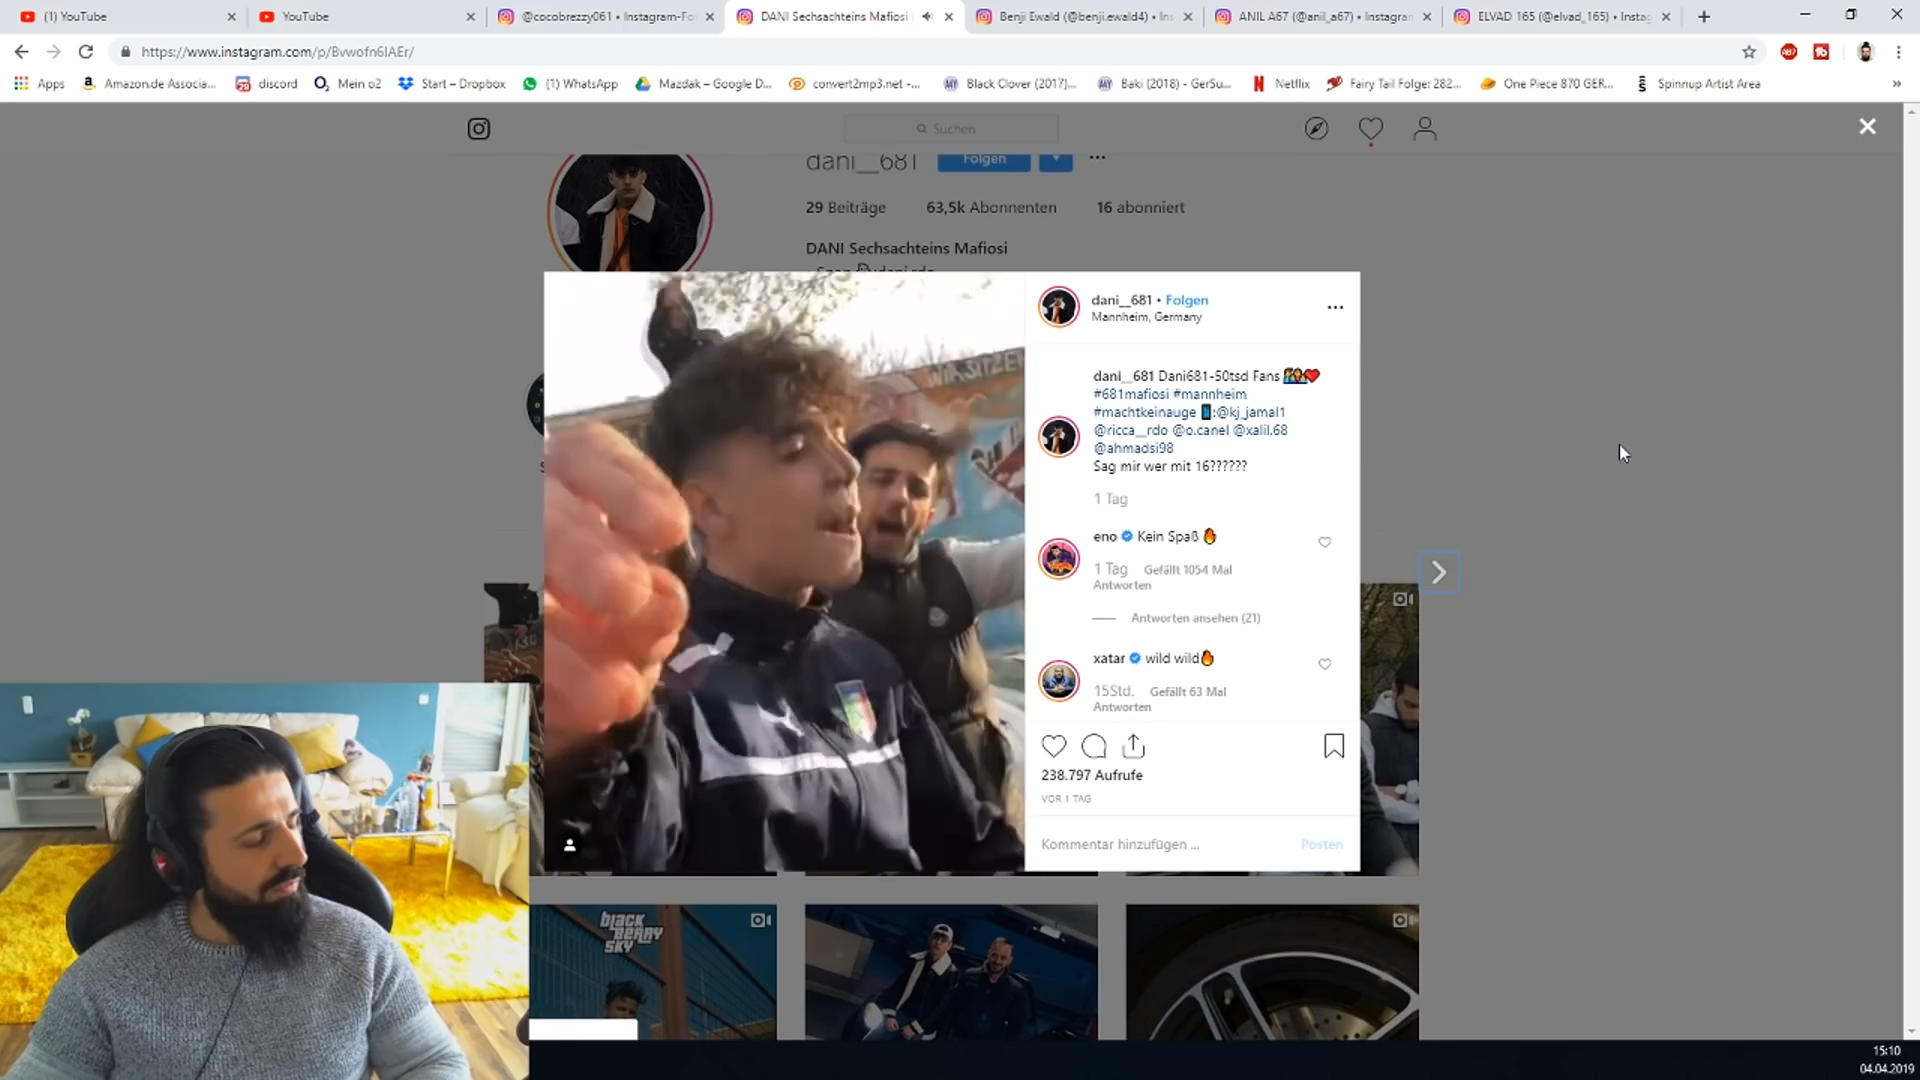 (1) YouTube
YouTube
@cocobrezzy061 • Instagram-Fo
DANI Sechsachteins Mafiosi
Benji Ewald (@benji.ewald4) • Ins
ANIL A67 (@anil_a67) • Instagram
ELVAD 165 (@elvad_165) • Instag
https://www.instagram.com/p/Bvwofn6lAEr/
Apps
Amazon.de Associa...
discord
Mein o2
Start – Dropbox
(1) WhatsApp
Mazdak – Google D...
convert2mp3.net -...
Black Clover (2017)...
Baki (2018) - GerSu...
Netflix
Fairy Tail Folge: 282...
One Piece 870 GER...
Spinnup Artist Area
Suchen
dani__681
Folgen
29 Beiträge
63,5k Abonnenten
16 abonniert
DANI Sechsachteins Mafiosi
dani__681 • Folgen
Mannheim, Germany
dani__681 Dani681-50tsd Fans
#681mafiosi #mannheim
#machtkeinauge :@kj_jamal1
@ricca__rdo @o.canel @xalil.68
@ahmadsi98
Sag mir wer mit 16??????
1 Tag
eno Kein Spaß
1 Tag Gefällt 1054 Mal
Antworten
Antworten ansehen (21)
xatar wild wild
15Std. Gefällt 63 Mal
Antworten
238.797 Aufrufe
VOR 1 TAG
Kommentar hinzufügen ...
Posten
BLACK
BERRY
SKY
15:10
04.04.2019